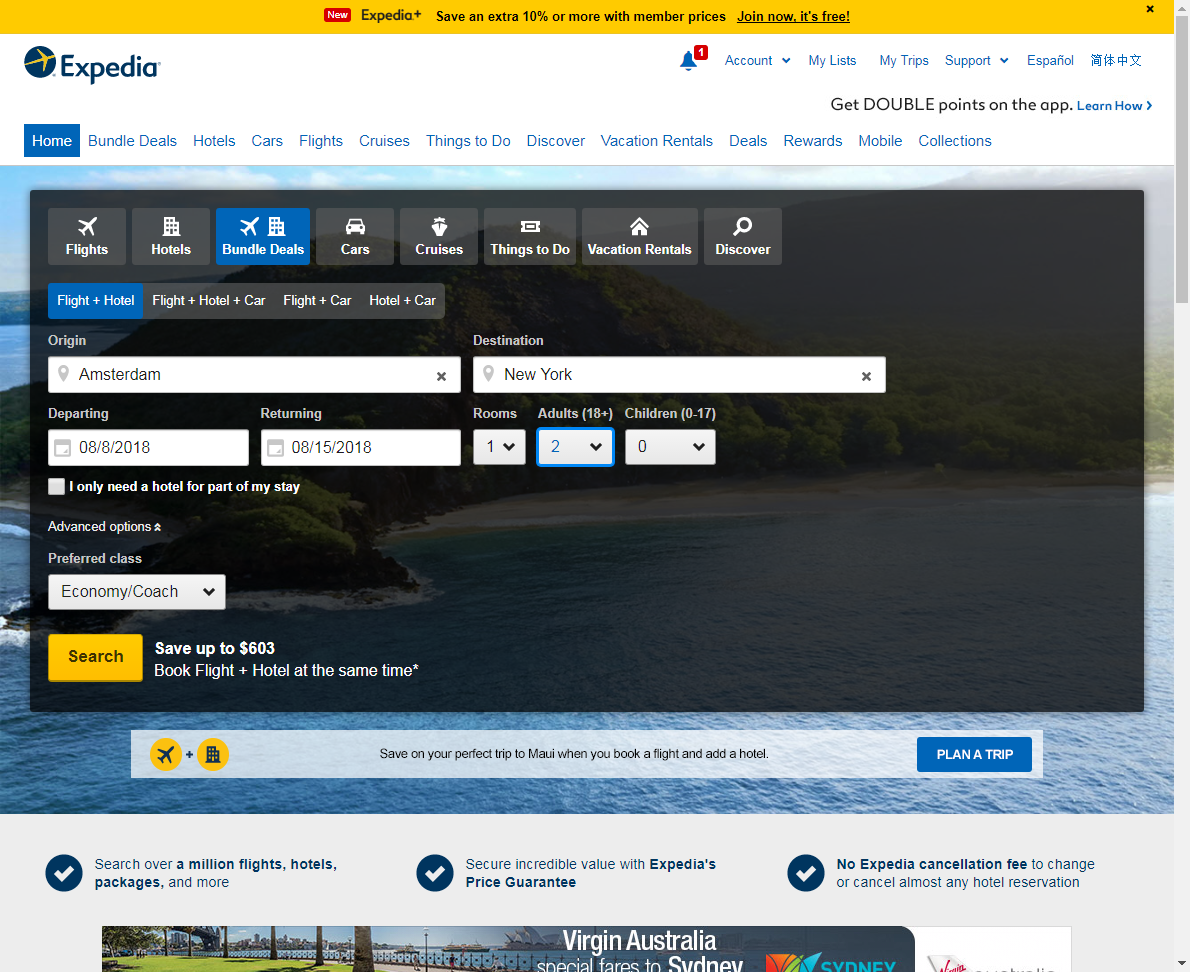 New Expedia+ Save an extra 10% or more with member prices Join now, it's free!
Expedia
1 Account My Lists My Trips Support Español 简体中文
Get DOUBLE points on the app. Learn How
Home Bundle Deals Hotels Cars Flights Cruises Things to Do Discover Vacation Rentals Deals Rewards Mobile Collections
Flights Hotels Bundle Deals Cars Cruises Things to Do Vacation Rentals Discover
Flight + Hotel Flight + Hotel + Car Flight + Car Hotel + Car
Origin Destination
Amsterdam New York
Departing Returning Rooms Adults (18+) Children (0-17)
08/8/2018 08/15/2018 1 2 0
I only need a hotel for part of my stay
Advanced options
Preferred class
Economy/Coach
Search
Save up to $603
Book Flight + Hotel at the same time*
+ Save on your perfect trip to Maui when you book a flight and add a hotel. PLAN A TRIP
Search over a million flights, hotels,
packages, and more
Secure incredible value with Expedia's
Price Guarantee
No Expedia cancellation fee to change
or cancel almost any hotel reservation
Virgin Australia
special fares to Sydney
SYDNEY
Virgin australia